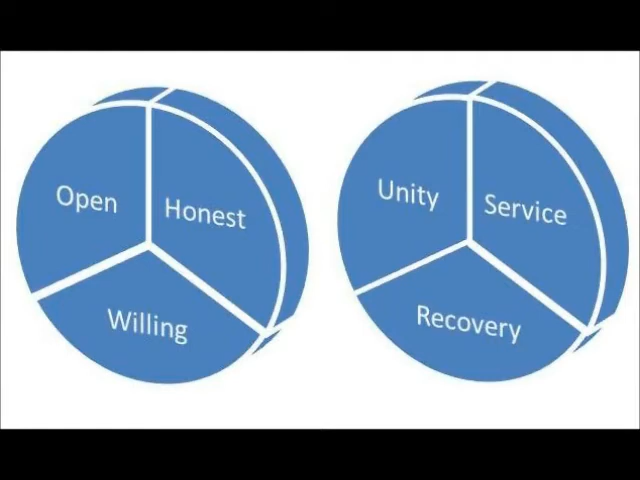 Open
Honest
Willing
Unity
Service
Recovery